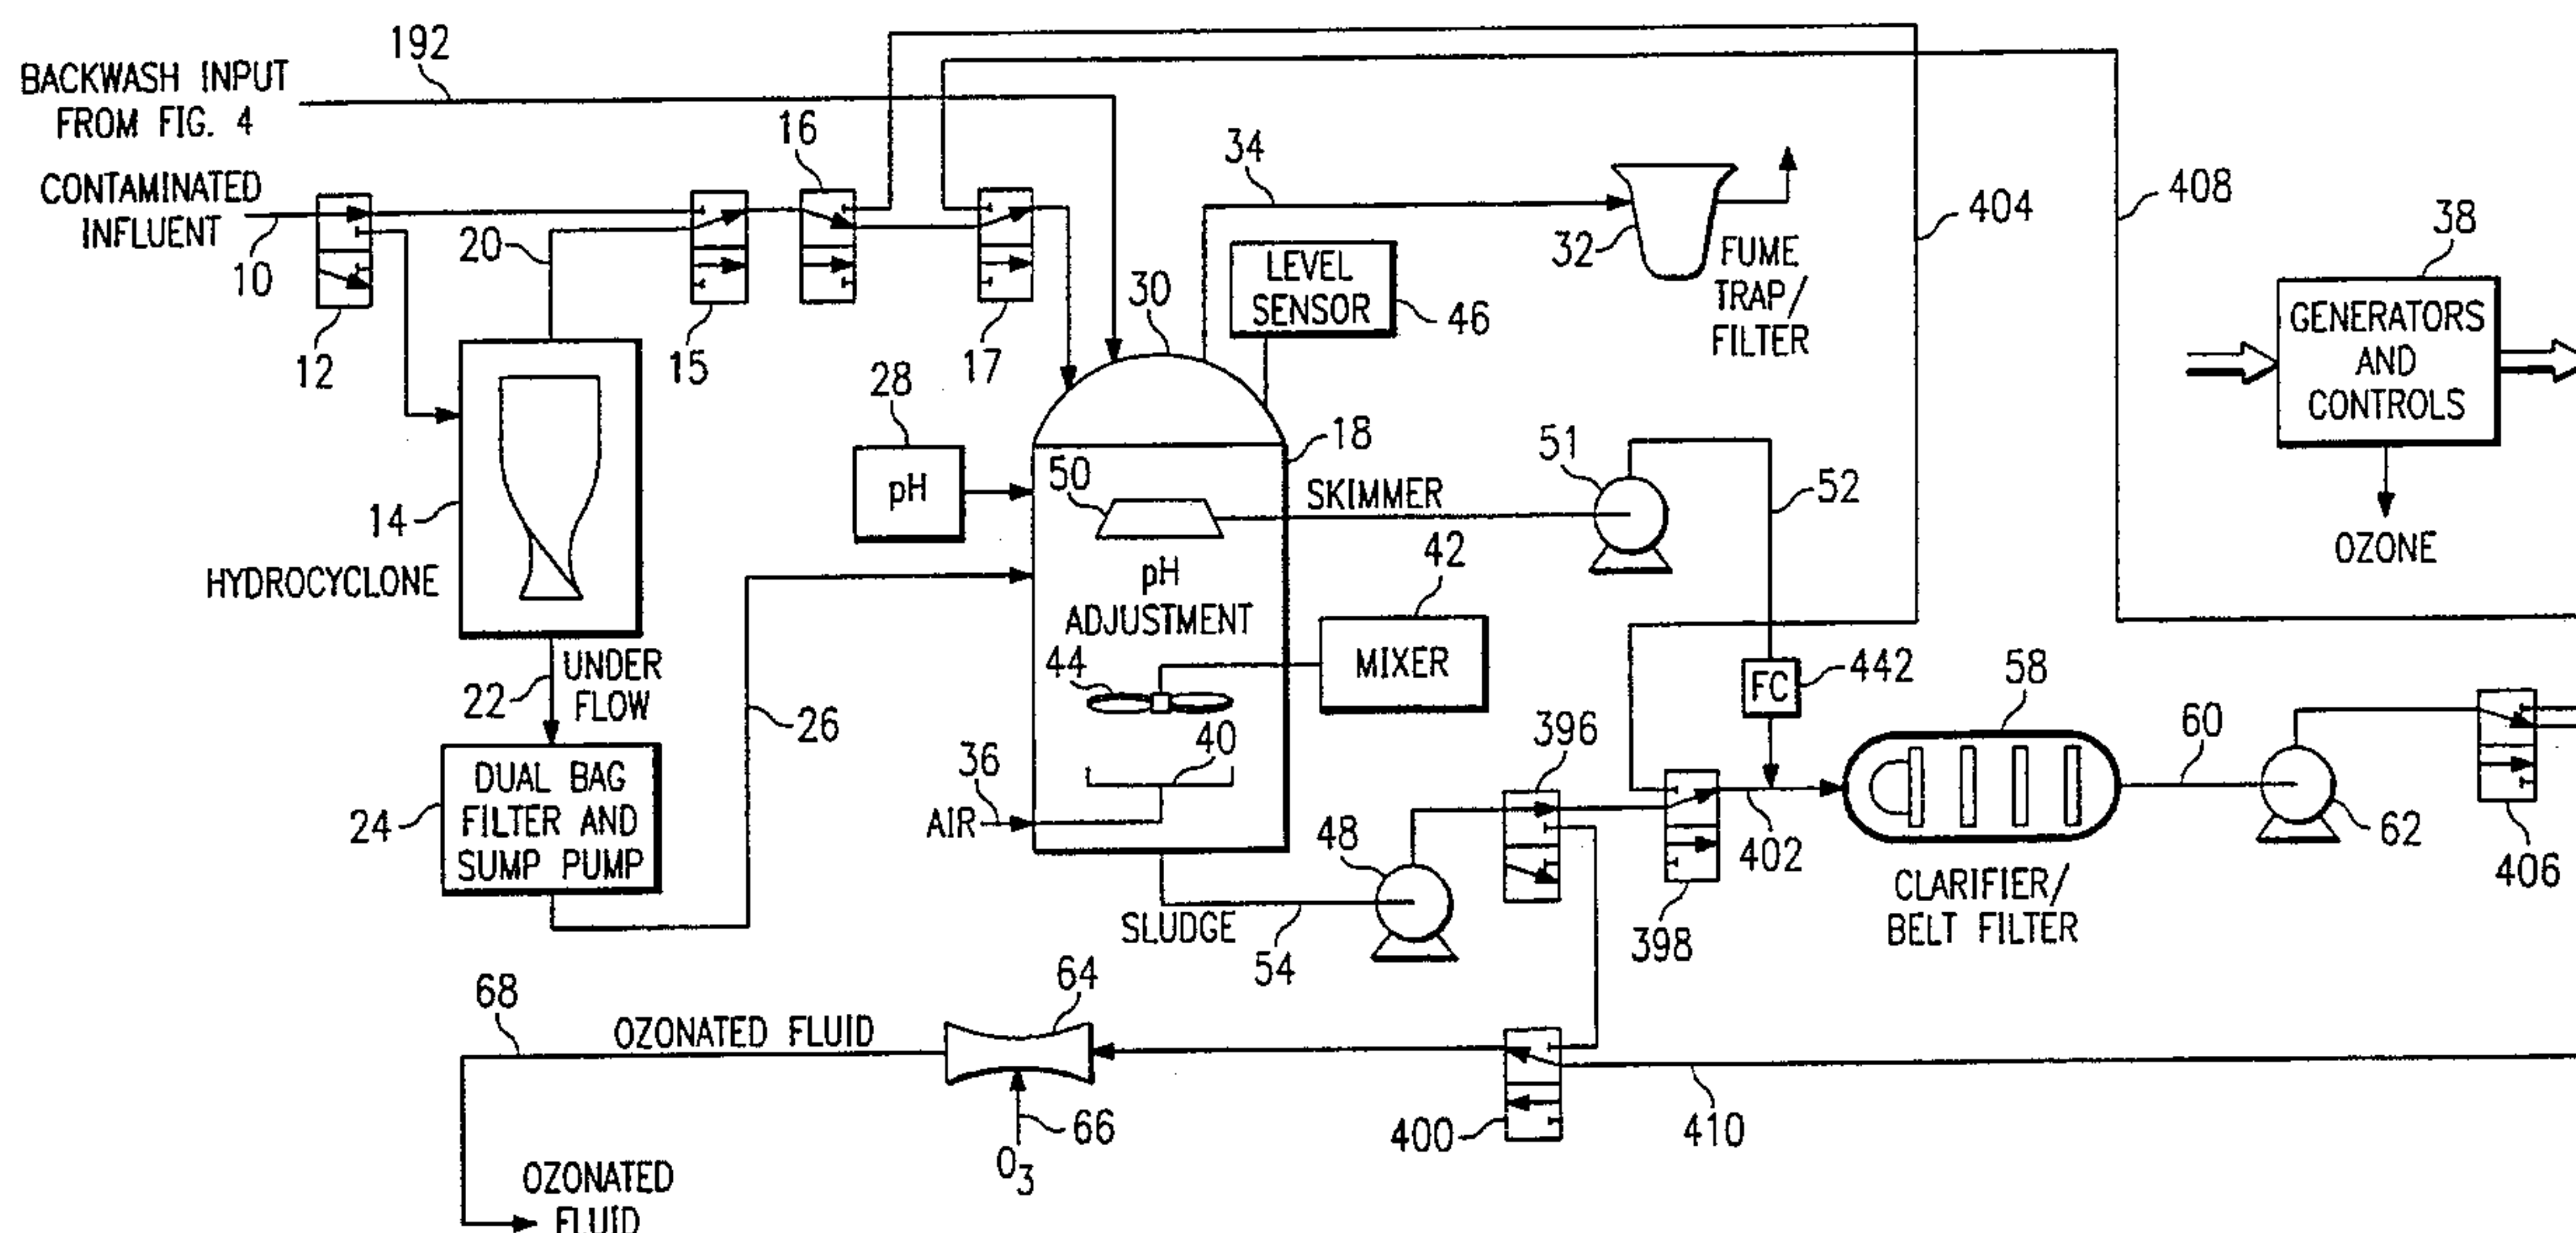 192
BACKWASH INPUT
FROM FIG. 4
16
34
408
CONTAMINATED
INFLUENT
404
38
10
20
32
FUME
TRAP/
FILTER
LEVEL
SENSOR
46
30
12
15
17
GENERATORS
AND
CONTROLS
28
18
pH
50
SKIMMER
51
52
14
42
OZONE
HYDROCYCLONE
pH
ADJUSTMENT
MIXER
44
UNDER
FLOW
22
26
FC
442
58
40
396
60
DUAL BAG
FILTER AND
SUMP PUMP
24
36
AIR
48
402
62
406
CLARIFIER/
BELT FILTER
SLUDGE
54
398
64
68
OZONATED FLUID
66
O3
400
410
OZONATED
FLUID